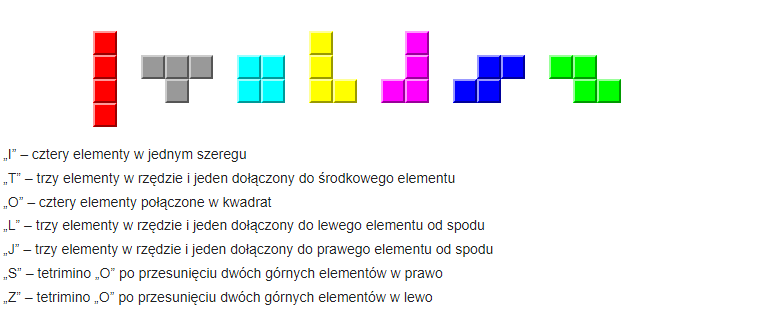 „I” – cztery elementy w jednym szeregu
„T” – trzy elementy w rzędzie i jeden dołączony do środkowego elementu
„O” – cztery elementy połączone w kwadrat
„L” – trzy elementy w rzędzie i jeden dołączony do lewego elementu od spodu
„J” – trzy elementy w rzędzie i jeden dołączony do prawego elementu od spodu
„S” – tetrimino „O” po przesunięciu dwóch górnych elementów w prawo
„Z” – tetrimino „O” po przesunięciu dwóch górnych elementów w lewo